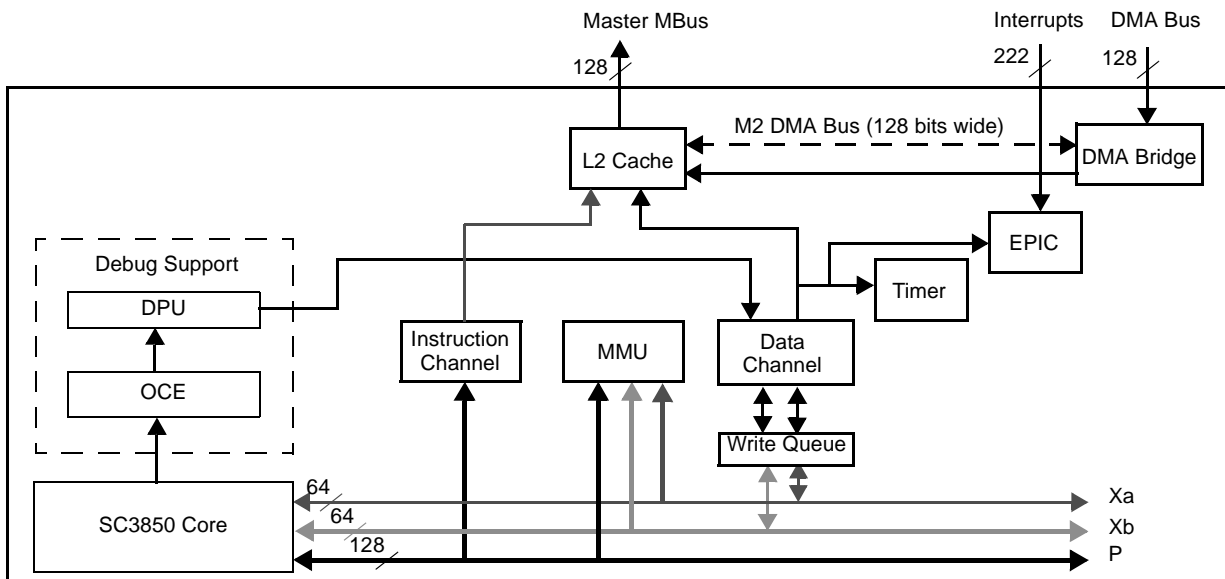 Master MBus
Interrupts
DMA Bus
128
222
128
M2 DMA Bus (128 bits wide)
L2 Cache
DMA Bridge
EPIC
Debug Support
DPU
Timer
Instruction
Channel
MMU
Data
Channel
OCE
Write Queue
64
Xa
SC3850 Core
64
Xb
128
P